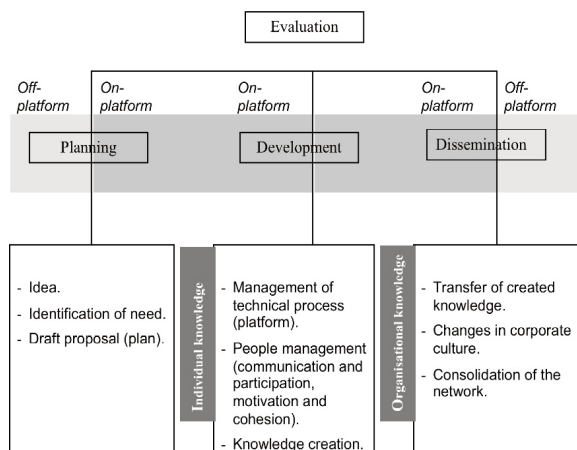 Evaluation
Off-
platform
On-
platform
On-
platform
On-
platform
Off-
platform
Planning
Development
Dissemination
- Idea.
- Identification of need.
- Draft proposal (plan).
Individual knowledge
- Management of
technical process
(platform).
- People management
(communication and
participation,
motivation and
cohesion).
- Knowledge creation.
Organisational knowledge
- Transfer of created
knowledge.
- Changes in corporate
culture.
- Consolidation of the
network.